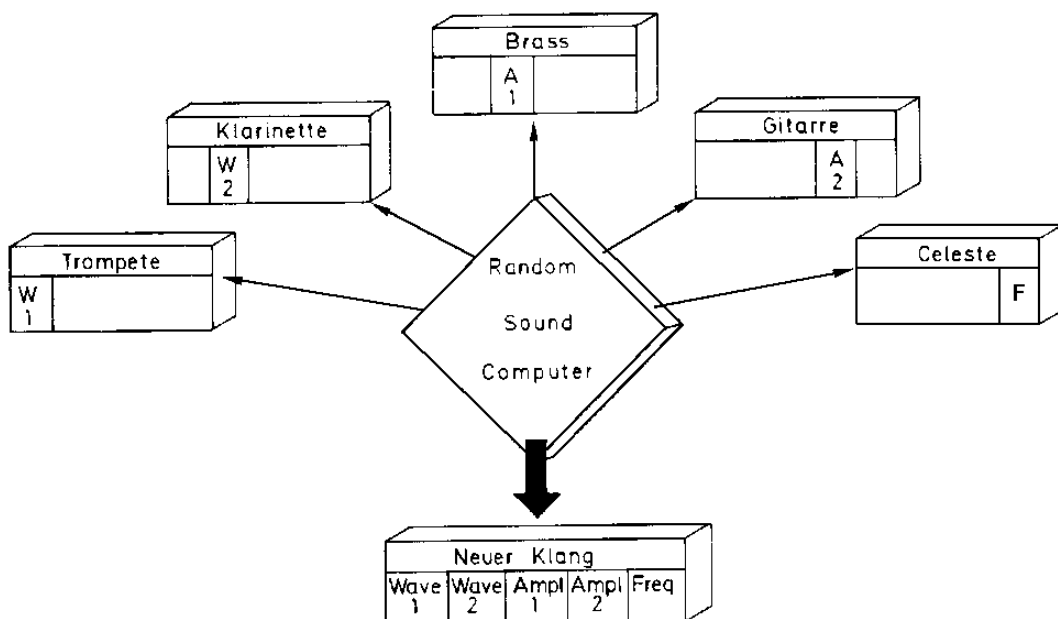 Brass
A
1
Klarinette
W
2
Gitarre
A
2
Trompete
W
1
Celeste
F
Random
Sound
Computer
Neuer Klang
Wave Wave Ampl Ampl Freq
1 2 1 2